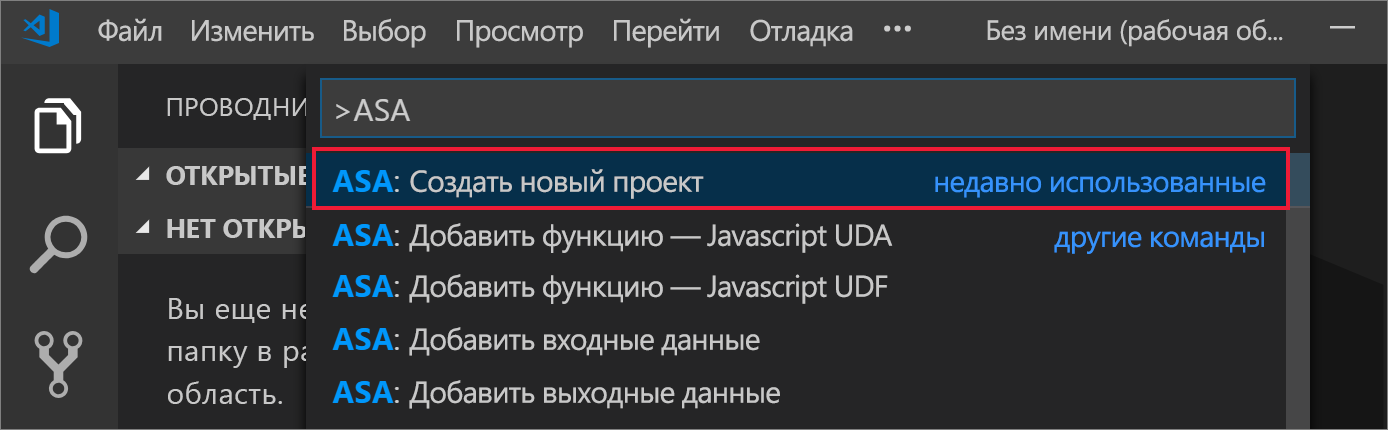 Файл Изменить Выбор Просмотр Перейти Отладка ••• Без имени (рабочая об...
ПРОВОДНИ
>ASA
ОТКРЫТЫЕ
ASA: Создать новый проект недавно использованные
НЕТ ОТКРЫ
ASA: Добавить функцию — Javascript UDA другие команды
ASA: Добавить функцию — Javascript UDF
Вы еще не
ASA: Добавить входные данные
папку в ра
ASA: Добавить выходные данные
область.